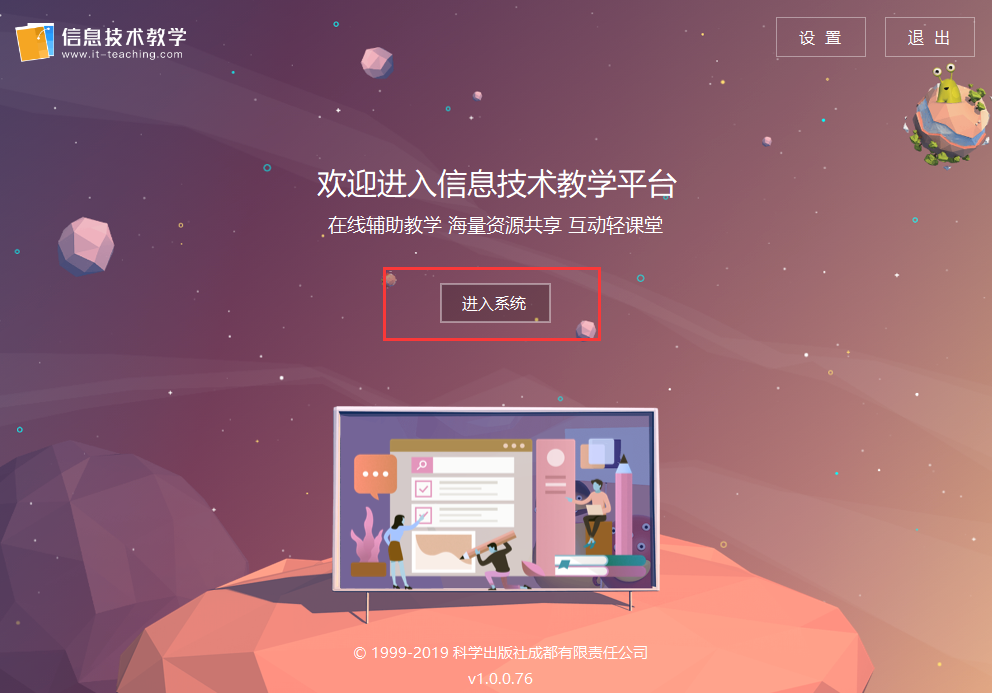 信息技术教学
www.it-teaching.com
设 置
退 出
欢迎进入信息技术教学平台
在线辅助教学 海量资源共享 互动轻课堂
进入系统
© 1999-2019 科学出版社成都有限责任公司
v1.0.0.76